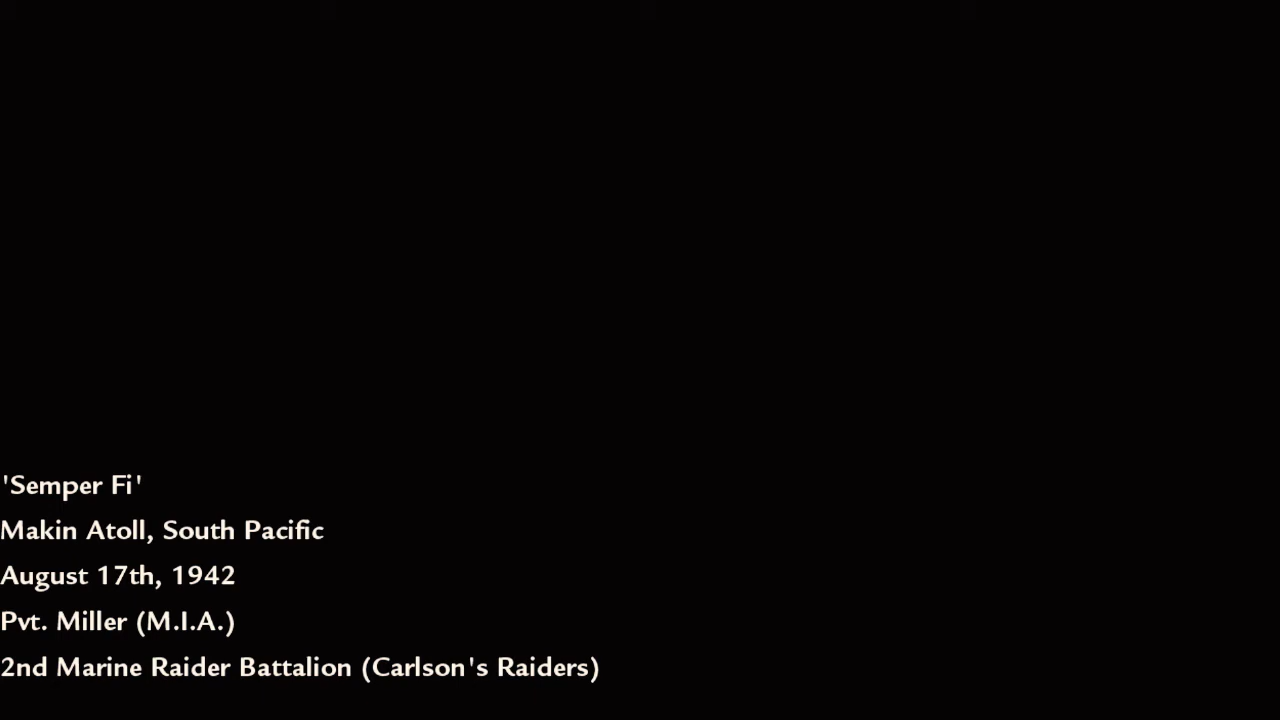 'Semper Fi'
Makin Atoll, South Pacific
August 17th, 1942
Pvt. Miller (M.I.A.)
2nd Marine Raider Battalion (Carlson's Raiders)